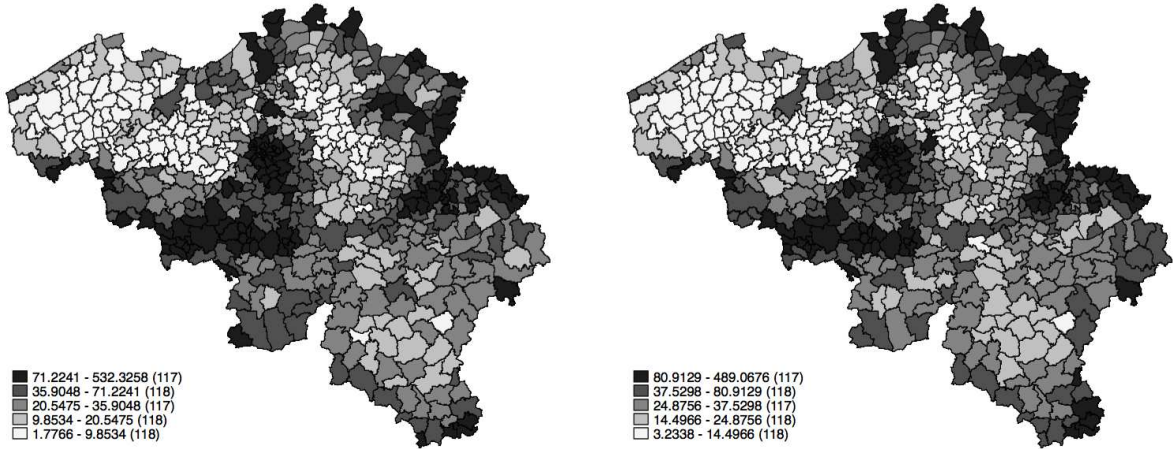 71.2241 - 532.3258 (117)
35.9048 - 71.2241 (118)
20.5475 - 35.9048 (117)
9.8534 - 20.5475 (118)
1.7766 - 9.8534 (118)
80.9129 - 489.0676 (117)
37.5298 - 80.9129 (118)
24.8756 - 37.5298 (117)
14.4966 - 24.8756 (118)
3.2338 - 14.4966 (118)